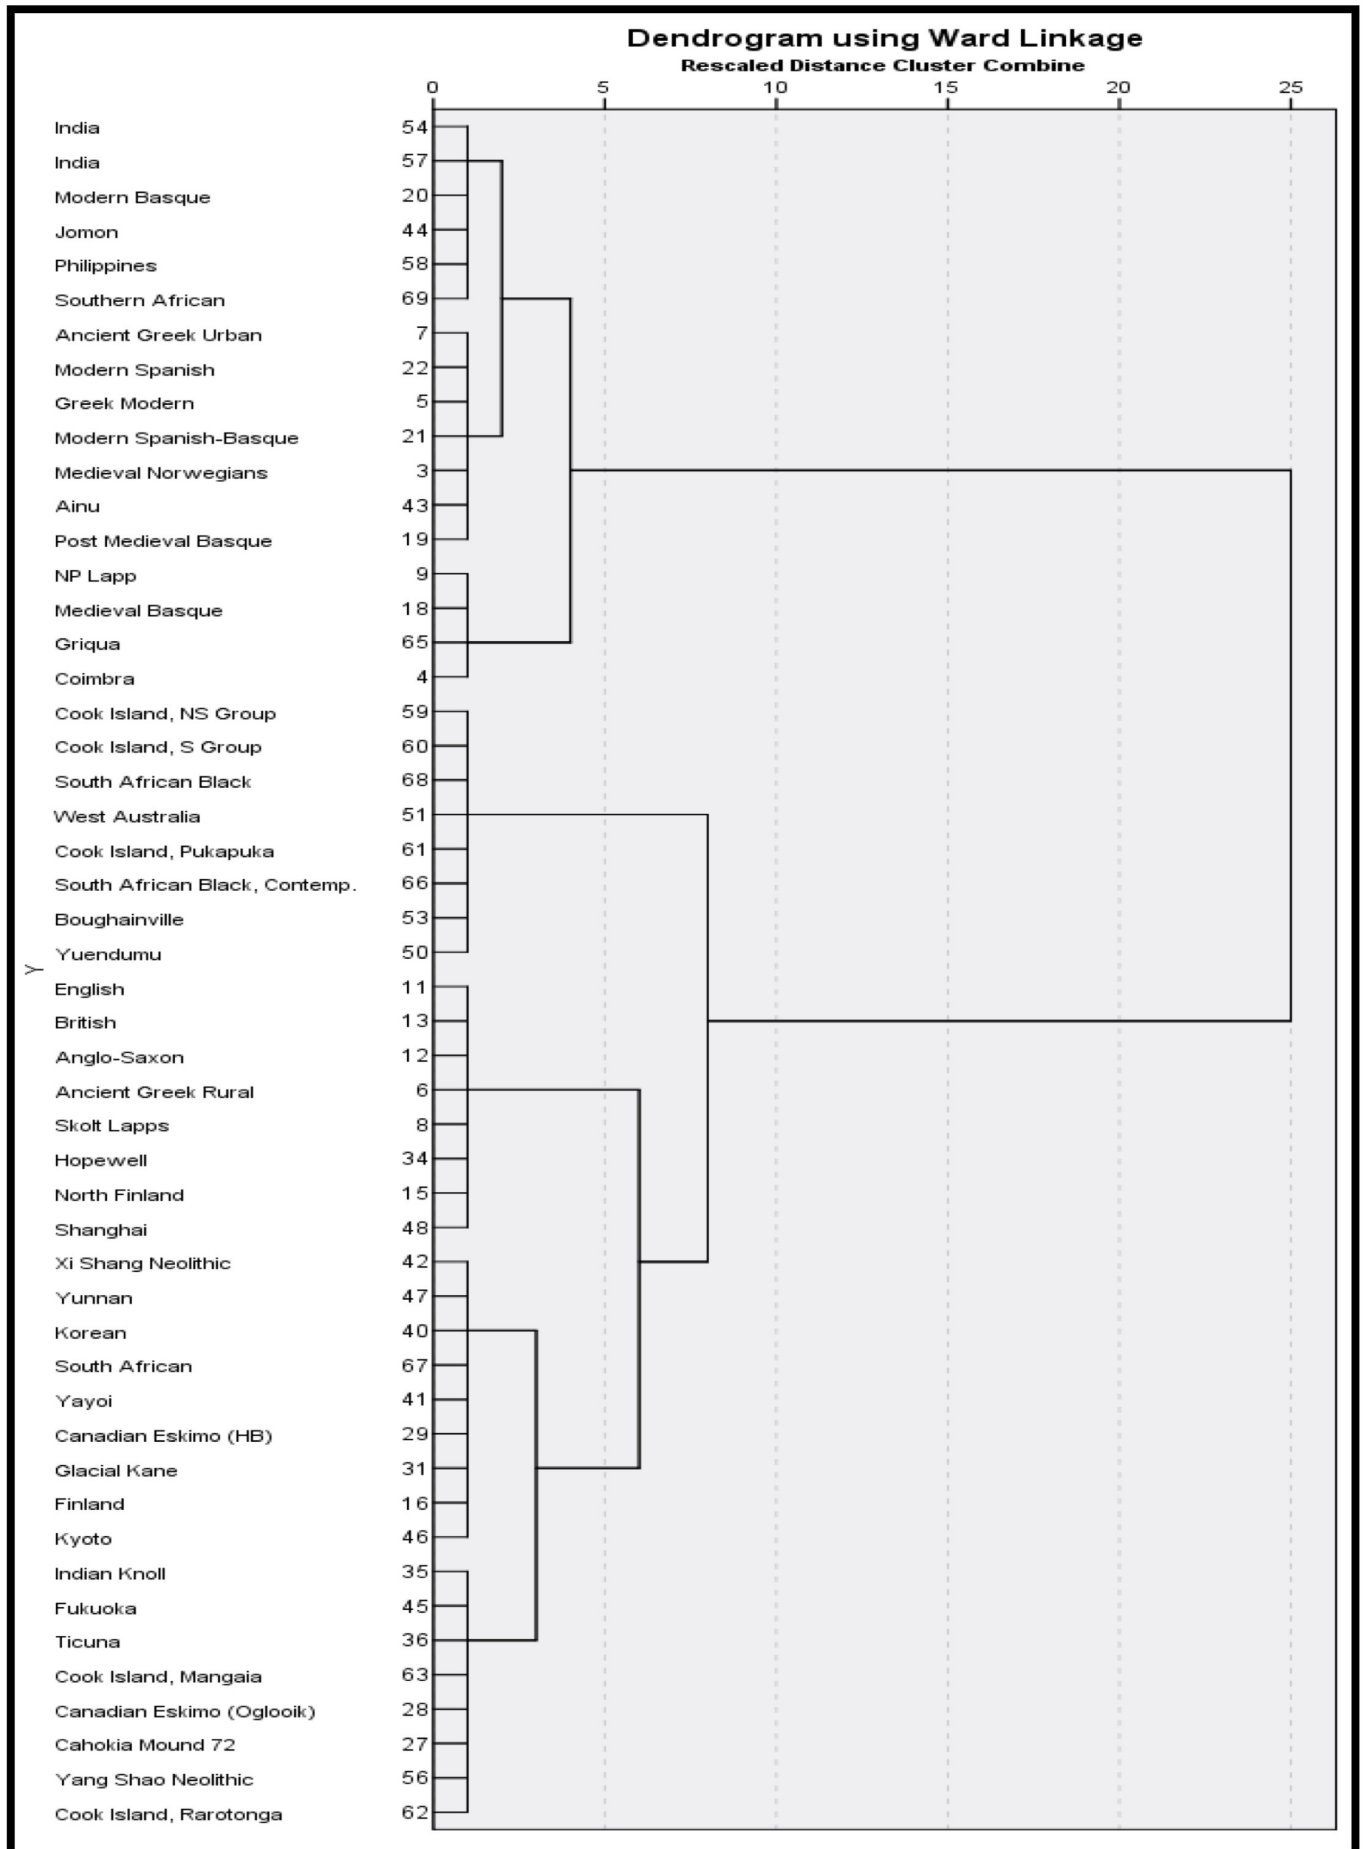 Dendrogram using Ward Linkage
Rescaled Distance Cluster Combine
0 5 10 15 20 25
India 54
India 57
Modern Basque 20
Jomon 44
Philippines 58
Southern African 69
Ancient Greek Urban 7
Modern Spanish 22
Greek Modern 5
Modern Spanish-Basque 21
Medieval Norwegians 3
Ainu 43
Post Medieval Basque 19
NP Lapp 9
Medieval Basque 18
Griqua 65
Coimbra 4
Cook Island, NS Group 59
Cook Island, S Group 60
South African Black 68
West Australia 51
Cook Island, Pukapuka 61
South African Black, Contemp. 66
Boughainville 53
Yuendumu 50
Y
English 11
British 13
Anglo-Saxon 12
Ancient Greek Rural 6
Skolt Lapps 8
Hopewell 34
North Finland 15
Shanghai 48
Xi Shang Neolithic 42
Yunnan 47
Korean 40
South African 67
Yayoi 41
Canadian Eskimo (HB) 29
Glacial Kane 31
Finland 16
Kyoto 46
Indian Knoll 35
Fukuoka 45
Ticuna 36
Cook Island, Mangaia 63
Canadian Eskimo (Oglooik) 28
Cahokia Mound 72 27
Yang Shao Neolithic 56
Cook Island, Rarotonga 62